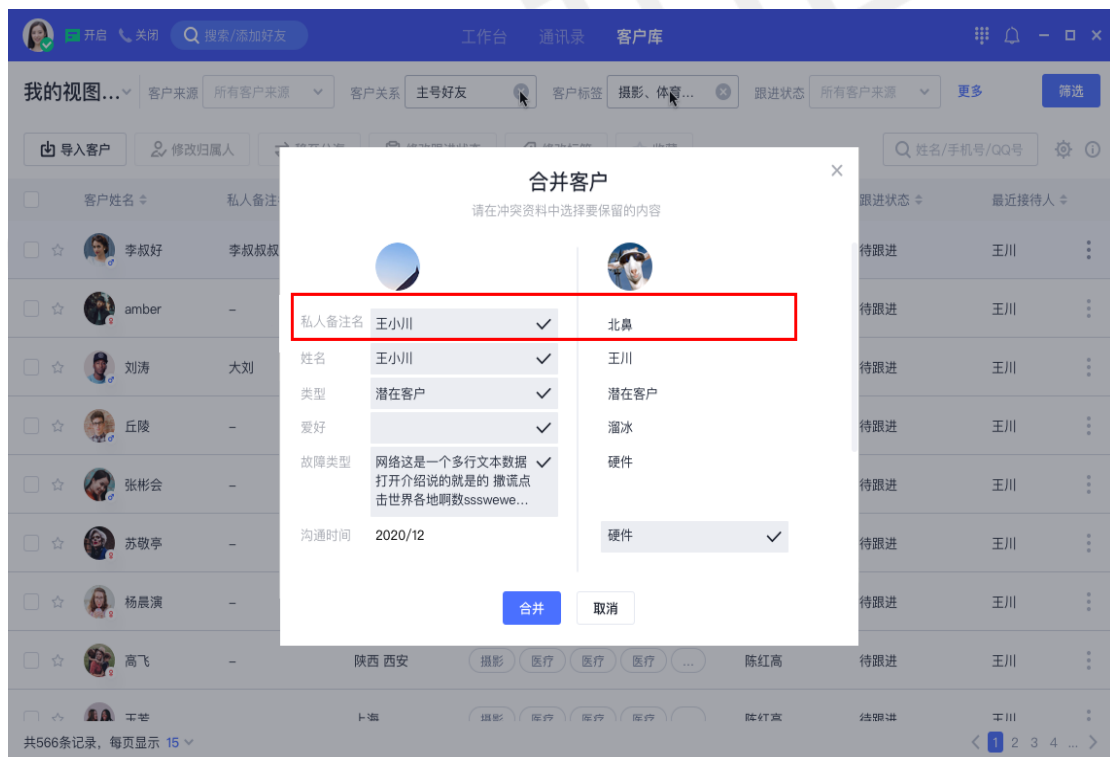 开启 关闭 搜索/添加好友 工作台 通讯录 客户库
我的视图... 客户来源 所有客户来源 客户关系 主号好友 客户标签 摄影、体育... 跟进状态 所有客户来源 更多 筛选
导入客户 修改归属人 姓名/手机号/QQ号
客户姓名 私人备注 跟进状态 最近接待人
合并客户
请在冲突资料中选择要保留的内容
私人备注名 王小川 北鼻
姓名 王小川 王川
类型 潜在客户 潜在客户
爱好 溜冰
故障类型 网络这是一个多行文本数据 硬件
打开介绍说的就是的 撒谎点
击世界各地啊数ssswewe...
沟通时间 2020/12 硬件
合并 取消
李叔好 李叔叔叔 待跟进 王川
amber – 待跟进 王川
刘涛 大刘 待跟进 王川
丘陵 – 待跟进 王川
张彬会 – 待跟进 王川
苏敬亭 – 待跟进 王川
杨晨演 – 待跟进 王川
高飞 – 陕西 西安 摄影 医疗 医疗 医疗 ... 陈红高 待跟进 王川
上海 摄影 医疗 医疗 医疗 陈红高 待跟进 王川
共566条记录，每页显示 15
1 2 3 4 ...